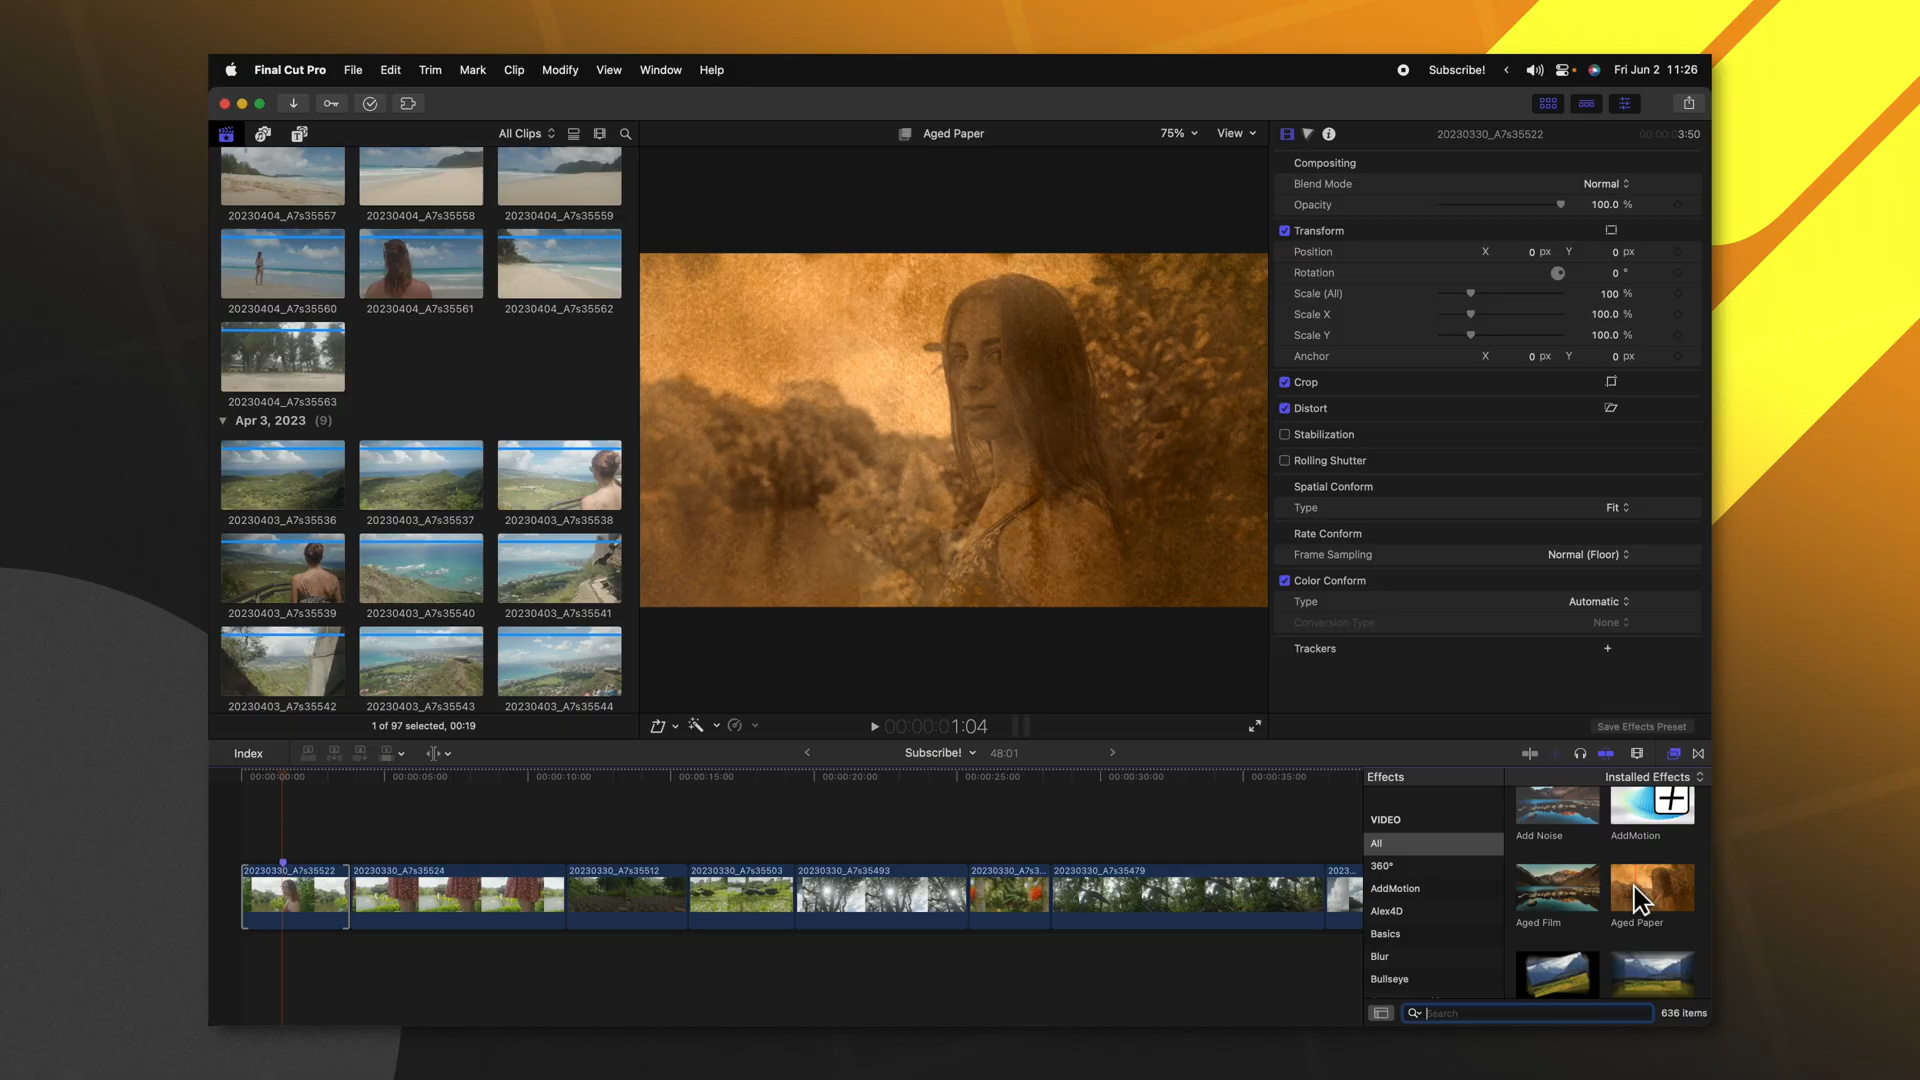 Final Cut Pro File Edit Trim Mark Clip Modify View Window Help Subscribe! Fri Jun 2 11:26
All Clips Aged Paper 75% View 20230330_A7s35522 00:00:03:50
20230404_A7s35557 20230404_A7s35558 20230404_A7s35559
20230404_A7s35560 20230404_A7s35561 20230404_A7s35562
20230404_A7s35563
Apr 3, 2023 (9)
20230403_A7s35536 20230403_A7s35537 20230403_A7s35538
20230403_A7s35539 20230403_A7s35540 20230403_A7s35541
20230403_A7s35542 20230403_A7s35543 20230403_A7s35544
1 of 97 selected, 00:19
00:00:01:04
Compositing
Blend Mode Normal
Opacity 100.0 %
Transform
Position X 0 px Y 0 px
Rotation 0 °
Scale (All) 100 %
Scale X 100.0 %
Scale Y 100.0 %
Anchor X 0 px Y 0 px
Crop
Distort
Stabilization
Rolling Shutter
Spatial Conform
Type Fit
Rate Conform
Frame Sampling Normal (Floor)
Color Conform
Type Automatic
Conversion Type None
Trackers +
Save Effects Preset
Index Subscribe! 48:01
00:00:00:00 00:00:05:00 00:00:10:00 00:00:15:00 00:00:20:00 00:00:25:00 00:00:30:00 00:00:35:00
20230330_A7s35522 20230330_A7s35524 20230330_A7s35512 20230330_A7s35503 20230330_A7s35493 20230330_A7s3... 20230330_A7s35479 2023...
Effects Installed Effects
VIDEO
All
360°
AddMotion
Alex4D
Basics
Blur
Bullseye
Add Noise AddMotion
Aged Film Aged Paper
Search 636 items